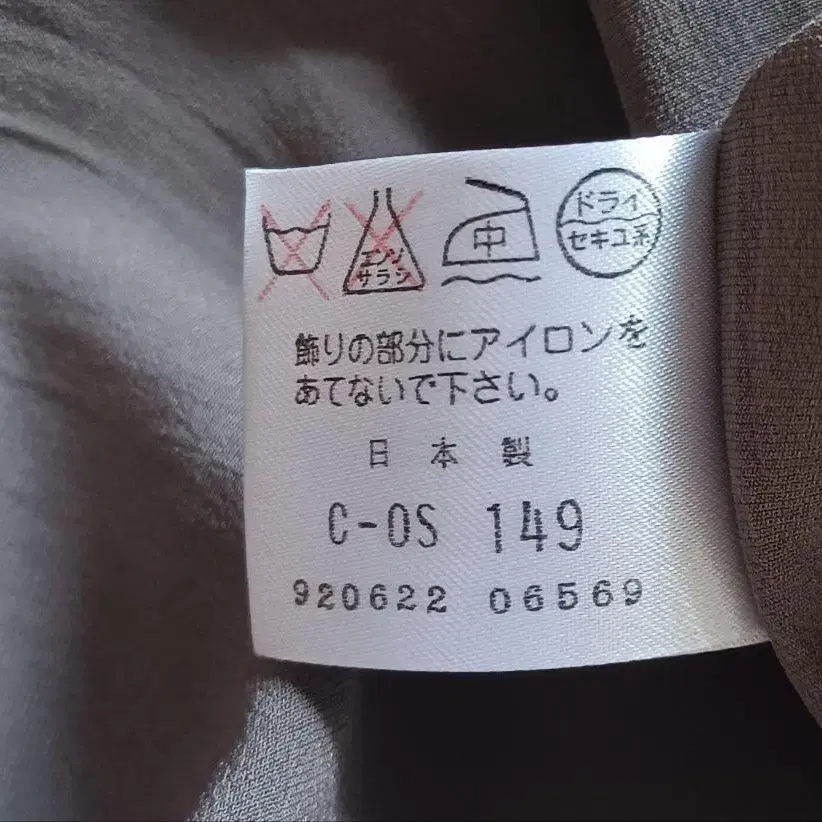 エンソ
サラシ
中
ドライ
セキユ系
飾りの部分にアイロンを
あてないで下さい。
日本製
C-OS 149
920622 06569